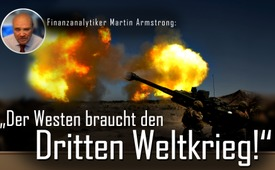 Finanzanalytiker Martin Armstrong:
„Der Westen braucht den
Dritten Weltkrieg!“